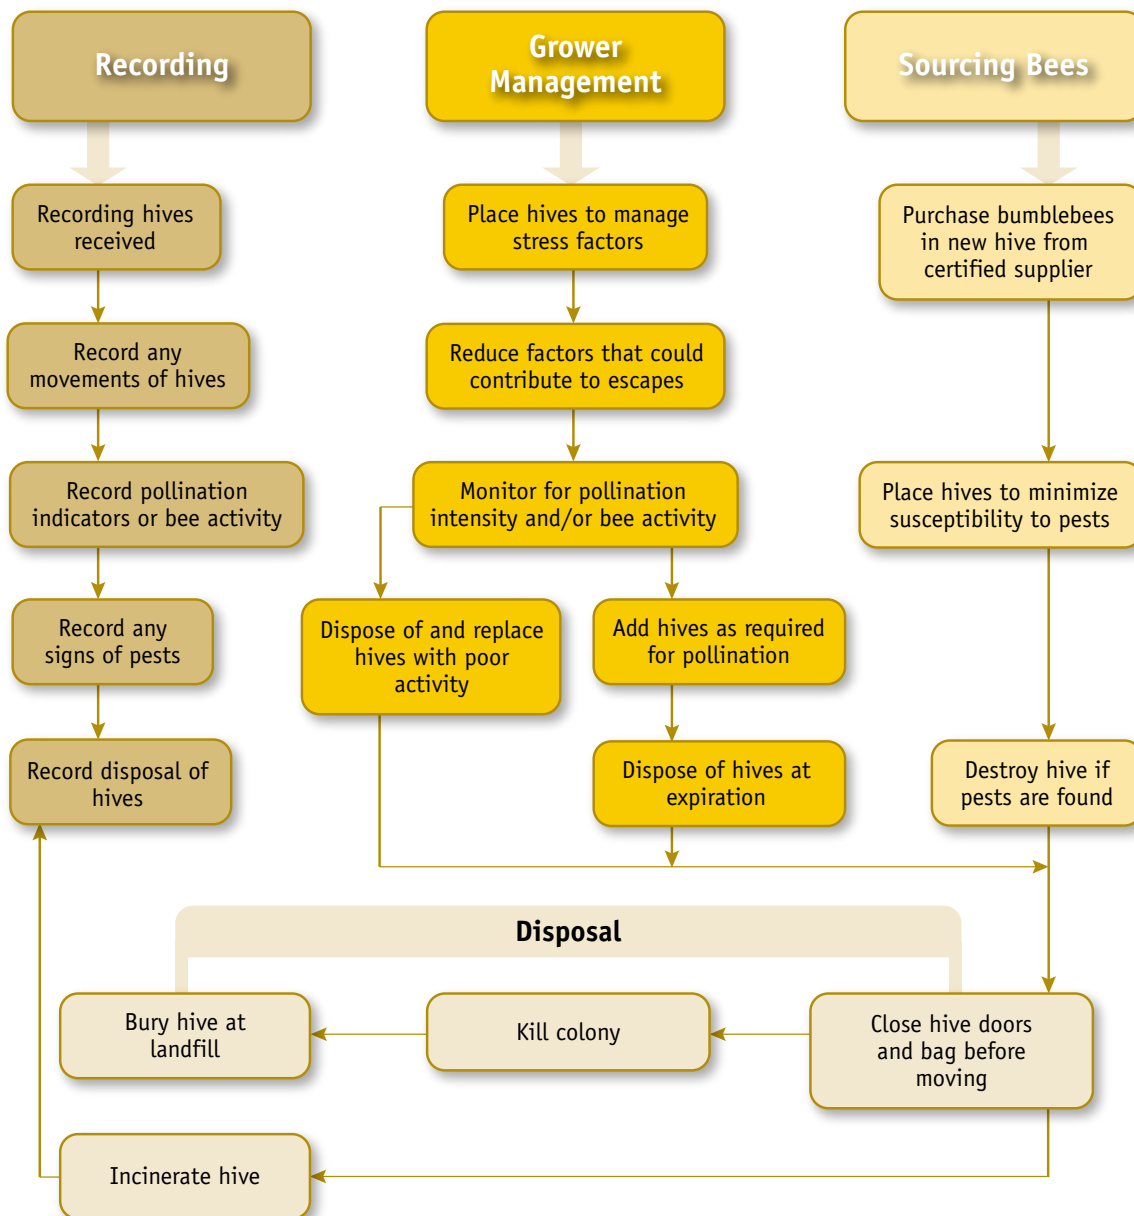 Recording
Grower
Management
Sourcing Bees
Recording hives
received
Place hives to manage
stress factors
Purchase bumblebees
in new hive from
certified supplier
Record any
movements of hives
Reduce factors that could
contribute to escapes
Record pollination
indicators or bee activity
Monitor for pollination
intensity and/or bee activity
Place hives to minimize
susceptibility to pests
Record any
signs of pests
Dispose of and replace
hives with poor
activity
Add hives as required
for pollination
Record disposal of
hives
Dispose of hives at
expiration
Destroy hive if
pests are found
Disposal
Bury hive at
landfill
Kill colony
Close hive doors
and bag before
moving
Incinerate hive